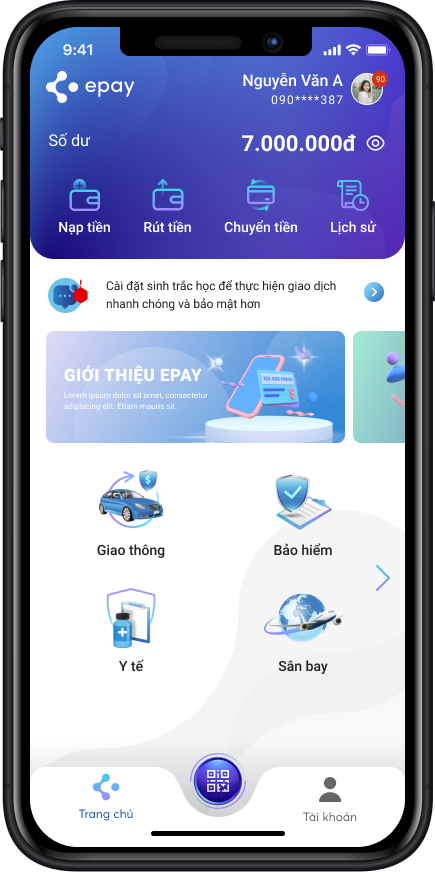 9:41
epay
Nguyễn Văn A
90
090****387
Số dư
7.000.000đ
Nạp tiền
Rút tiền
Chuyển tiền
Lịch sử
Cài đặt sinh trắc học để thực hiện giao dịch
nhanh chóng và bảo mật hơn
GIỚI THIỆU EPAY
Lorem ipsum dolor sit amet, consectetur
adipiscing elit. Etiam mauris sit.
Giao thông
Bảo hiểm
Y tế
Sân bay
Trang chủ
Tài khoản